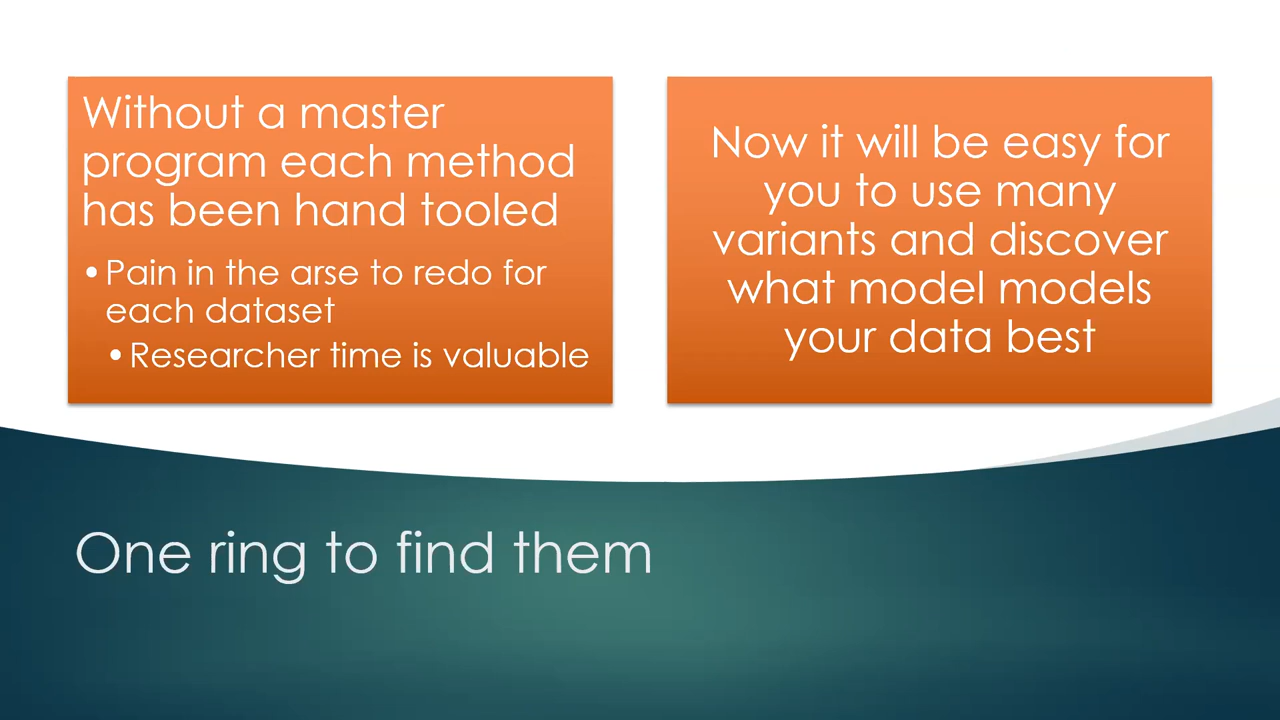 Without a master
program each method
has been hand tooled
•Pain in the arse to redo for
each dataset
•Researcher time is valuable
Now it will be easy for
you to use many
variants and discover
what model models
your data best
One ring to find them